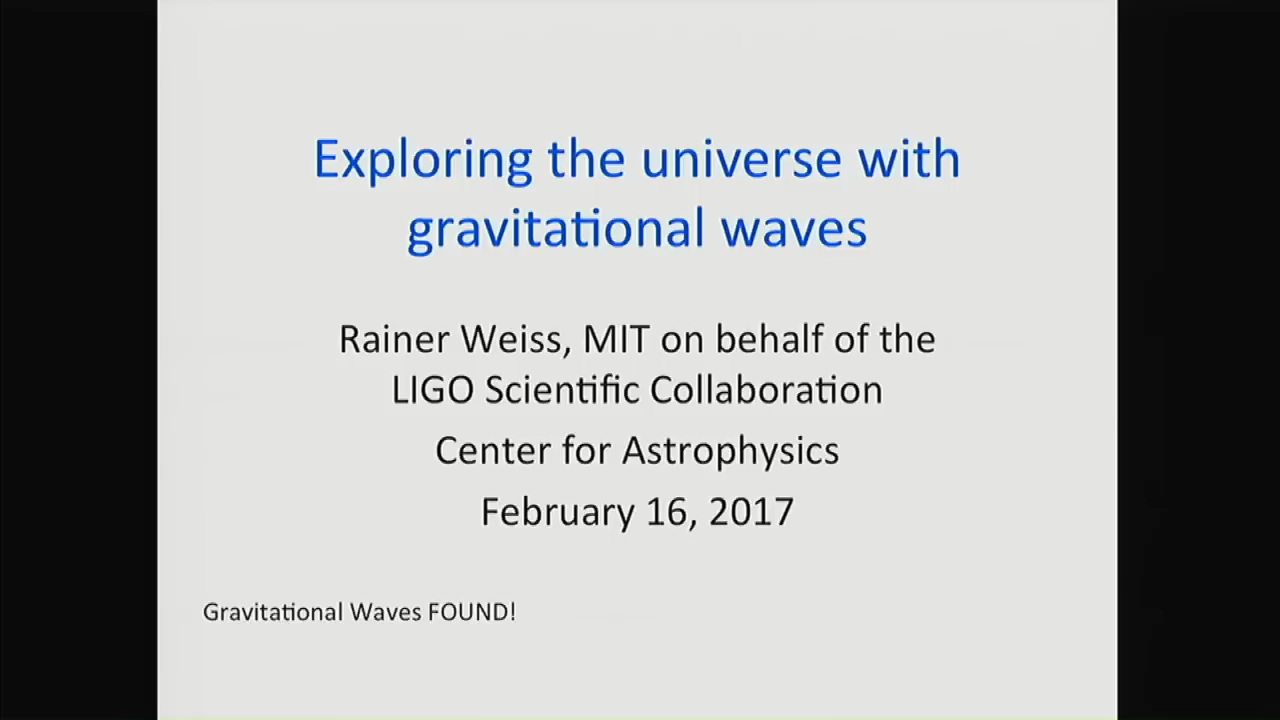 Exploring the universe with
gravitational waves
Rainer Weiss, MIT on behalf of the
LIGO Scientific Collaboration
Center for Astrophysics
February 16, 2017
Gravitational Waves FOUND!